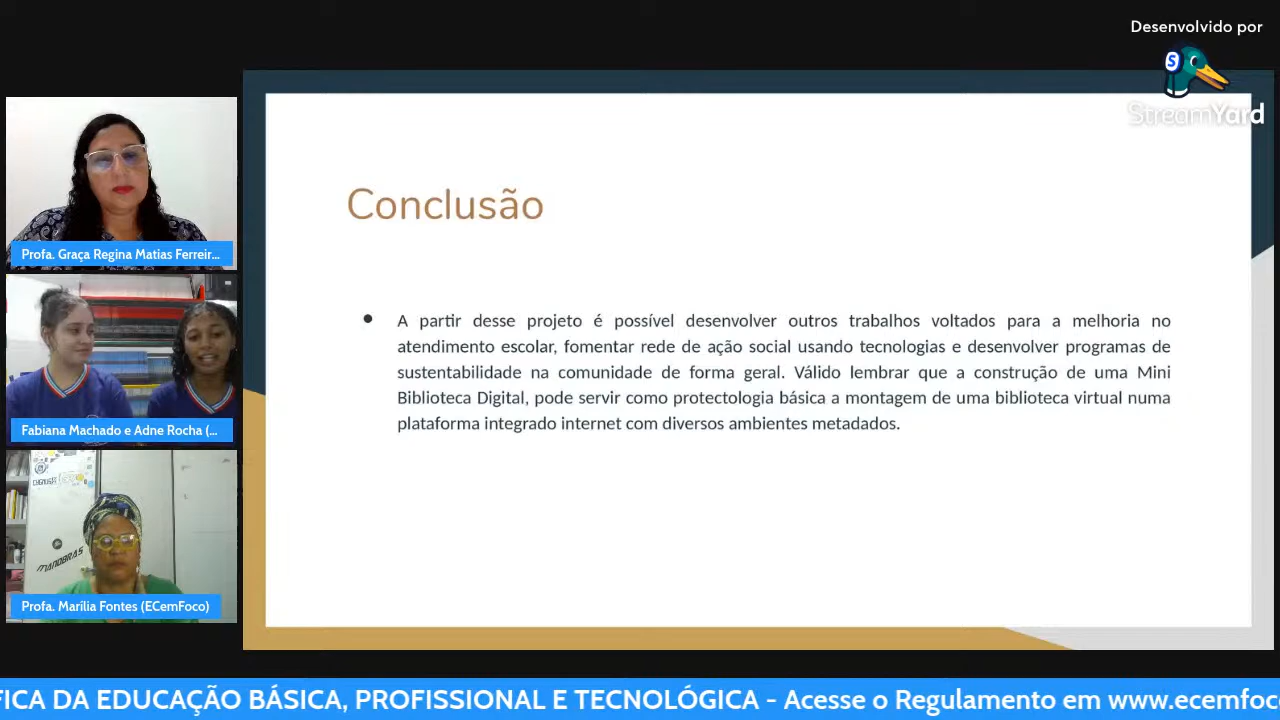 Desenvolvido por
S
StreamYard
Conclusão
A partir desse projeto é possível desenvolver outros trabalhos voltados para a melhoria no
atendimento escolar, fomentar rede de ação social usando tecnologias e desenvolver programas de
sustentabilidade na comunidade de forma geral. Válido lembrar que a construção de uma Mini
Biblioteca Digital, pode servir como protectologia básica a montagem de uma biblioteca virtual numa
plataforma integrado internet com diversos ambientes metadados.
Profa. Graça Regina Matias Ferreir...
Fabiana Machado e Adne Rocha (...
MANOBRAS
Profa. Marília Fontes (ECemFoco)
FICA DA EDUCAÇÃO BÁSICA, PROFISSIONAL E TECNOLÓGICA - Acesse o Regulamento em www.ecemfoc